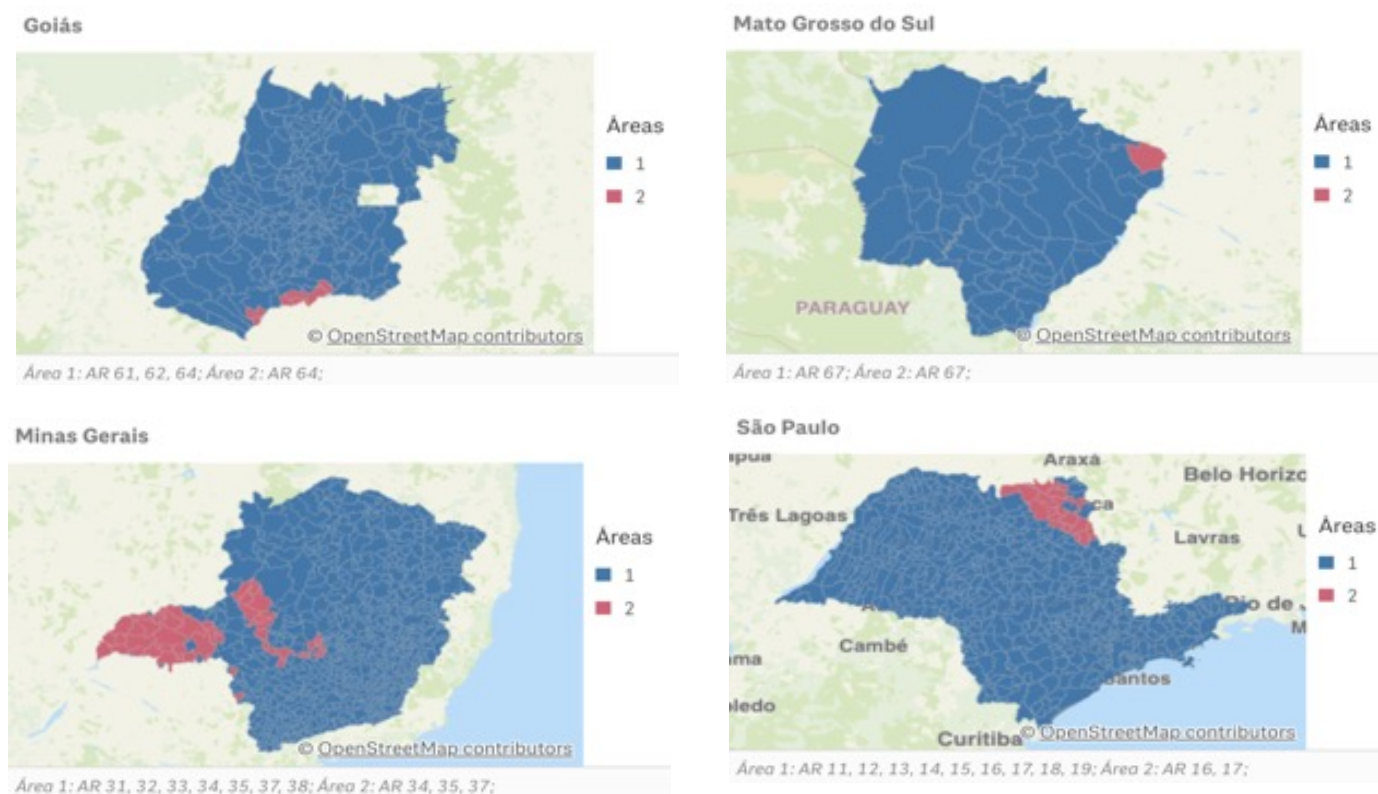 Goiás
Áreas
1
2
© OpenStreetMap contributors
Área 1: AR 61, 62, 64; Área 2: AR 64;
Mato Grosso do Sul
PARAGUAY
Áreas
1
2
© OpenStreetMap contributors
Área 1: AR 67; Área 2: AR 67;
Minas Gerais
Áreas
1
2
© OpenStreetMap contributors
Área 1: AR 31, 32, 33, 34, 35, 37, 38; Área 2: AR 34, 35, 37;
São Paulo
Araxá
Belo Horizo
Três Lagoas
ca
Lavras
Áreas
1
2
Rio de J
Cambé
Santos
Curitiba
© OpenStreetMap contributors
Área 1: AR 11, 12, 13, 14, 15, 16, 17, 18, 19; Área 2: AR 16, 17;